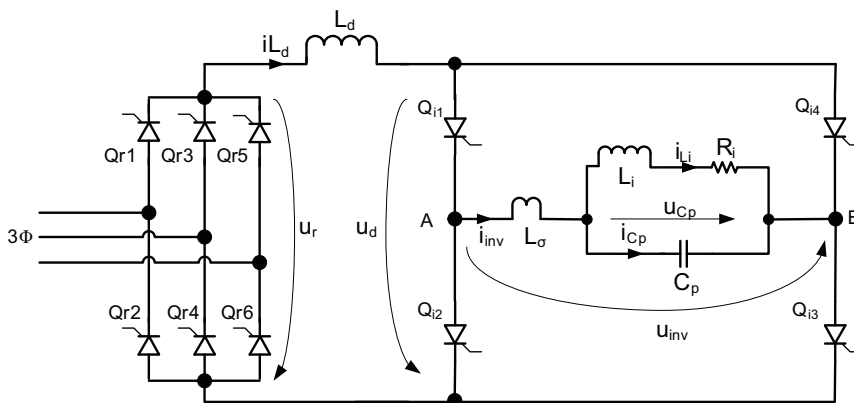 iL_d L_d
Q_i1 Q_i4
Qr1 Qr3 Qr5
i_Li R_i
L_i
u_Cp
3Φ u_r u_d A i_inv L_σ i_Cp B
C_p
Qr2 Qr4 Qr6 Q_i2 Q_i3
u_inv